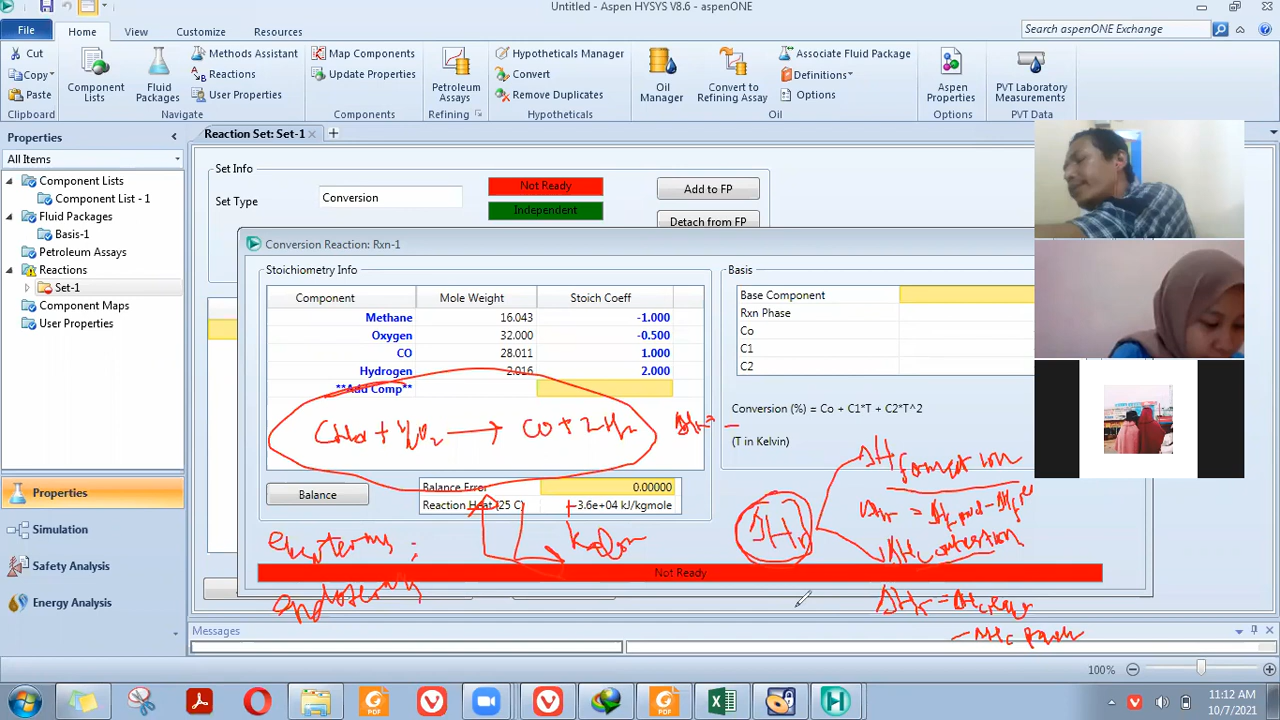 Untitled - Aspen HYSYS V8.6 - aspenONE
File
Home
View
Customize
Resources
Search aspenONE Exchange
Cut
Copy
Paste
Clipboard
Component Lists
Fluid Packages
Methods Assistant
Reactions
User Properties
Navigate
Map Components
Update Properties
Components
Petroleum Assays
Refining
Hypotheticals Manager
Convert
Remove Duplicates
Hypotheticals
Oil Manager
Convert to Refining Assay
Associate Fluid Package
Definitions
Options
Oil
Aspen Properties
Options
PVT Laboratory Measurements
PVT Data
Properties
All Items
Component Lists
Component List - 1
Fluid Packages
Basis-1
Petroleum Assays
Reactions
Set-1
Component Maps
User Properties
Properties
Simulation
Safety Analysis
Energy Analysis
Reaction Set: Set-1
Set Info
Set Type
Conversion
Not Ready
Independent
Add to FP
Detach from FP
Conversion Reaction: Rxn-1
Stoichiometry Info
Component Mole Weight Stoich Coeff
Methane 16.043 -1.000
Oxygen 32.000 -0.500
CO 28.011 1.000
Hydrogen 2.016 2.000
**Add Comp**
CH4 + ½O2 → CO + 2H2
ΔHr = -
Balance
Balance Error 0.00000
Reaction Heat (25 C) -3.6e+04 kJ/kgmole
Basis
Base Component
Rxn Phase
Co
C1
C2
Conversion (%) = Co + C1*T + C2*T^2
(T in Kelvin)
ΔHr
ΔH formation
Not Ready
Messages
100%
11:12 AM
10/7/2021